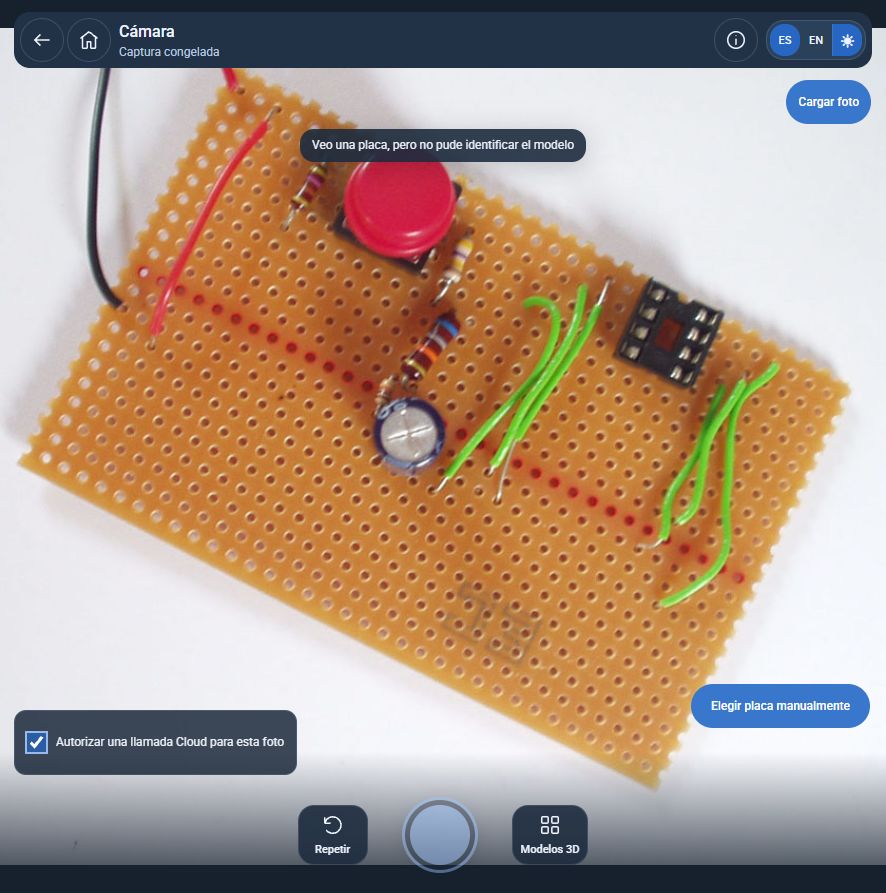 Cámara
Captura congelada
ES EN
Cargar foto
Veo una placa, pero no pude identificar el modelo
Elegir placa manualmente
Autorizar una llamada Cloud para esta foto
Repetir
Modelos 3D